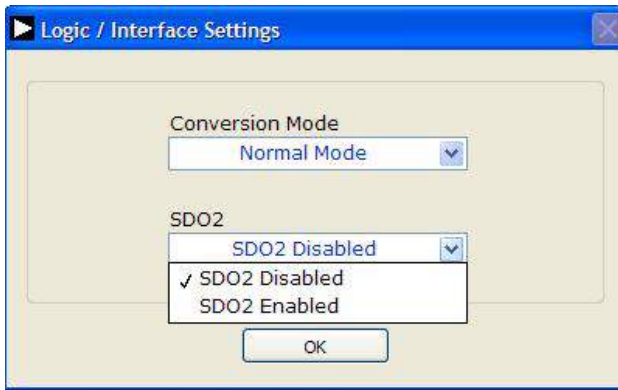 Logic / Interface Settings
Conversion Mode
Normal Mode
SDO2
SDO2 Disabled
✓ SDO2 Disabled
SDO2 Enabled
OK